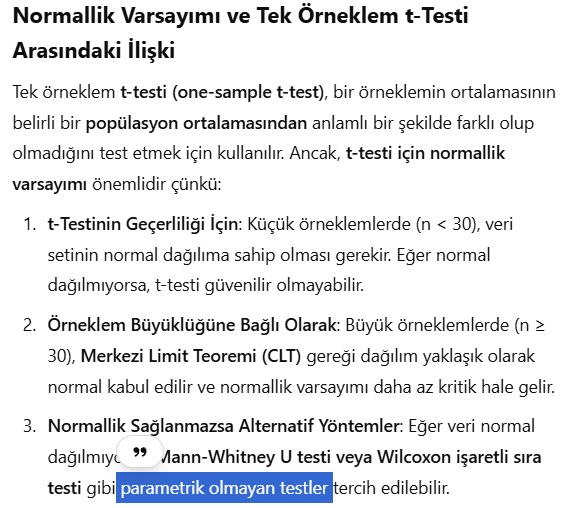 Normallik Varsayımı ve Tek Örneklem t-Testi
Arasındaki İlişki
Tek örneklem t-testi (one-sample t-test), bir örneklemin ortalamasının
belirli bir popülasyon ortalamasından anlamlı bir şekilde farklı olup
olmadığını test etmek için kullanılır. Ancak, t-testi için normallik
varsayımı önemlidir çünkü:
1. t-Testinin Geçerliliği İçin: Küçük örneklemlerde (n < 30), veri
setinin normal dağılıma sahip olması gerekir. Eğer normal
dağılmıyorsa, t-testi güvenilir olmayabilir.
2. Örneklem Büyüklüğüne Bağlı Olarak: Büyük örneklemlerde (n ≥
30), Merkezi Limit Teoremi (CLT) gereği dağılım yaklaşık olarak
normal kabul edilir ve normallik varsayımı daha az kritik hale gelir.
3. Normallik Sağlanmazsa Alternatif Yöntemler: Eğer veri normal
dağılmıyo Mann-Whitney U testi veya Wilcoxon işaretli sıra
testi gibi parametrik olmayan testler tercih edilebilir.